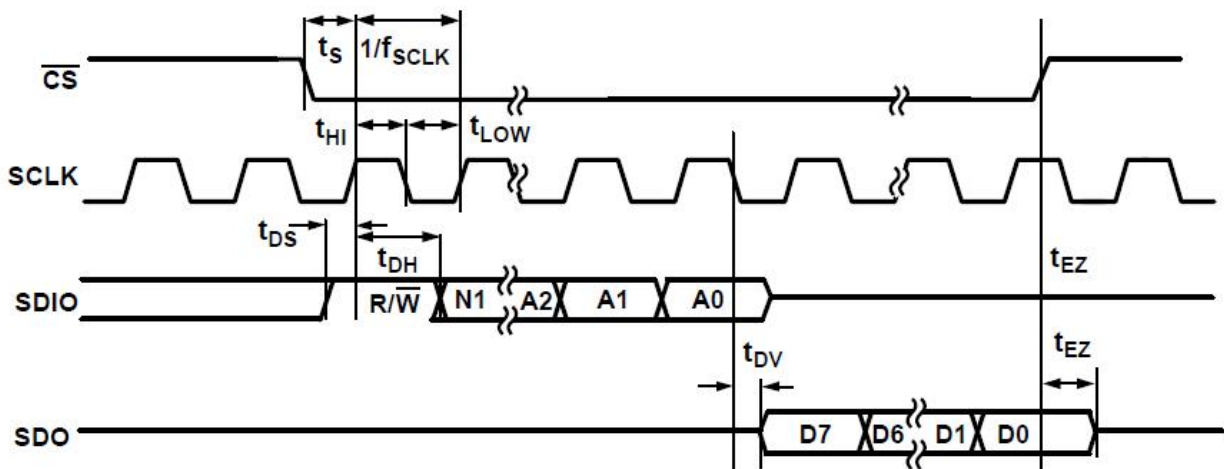 tS 1/fSCLK
CS
tHI tLOW
SCLK
tDS
tDH tEZ
SDIO R/W N1 A2 A1 A0
tDV tEZ
SDO D7 D6 D1 D0